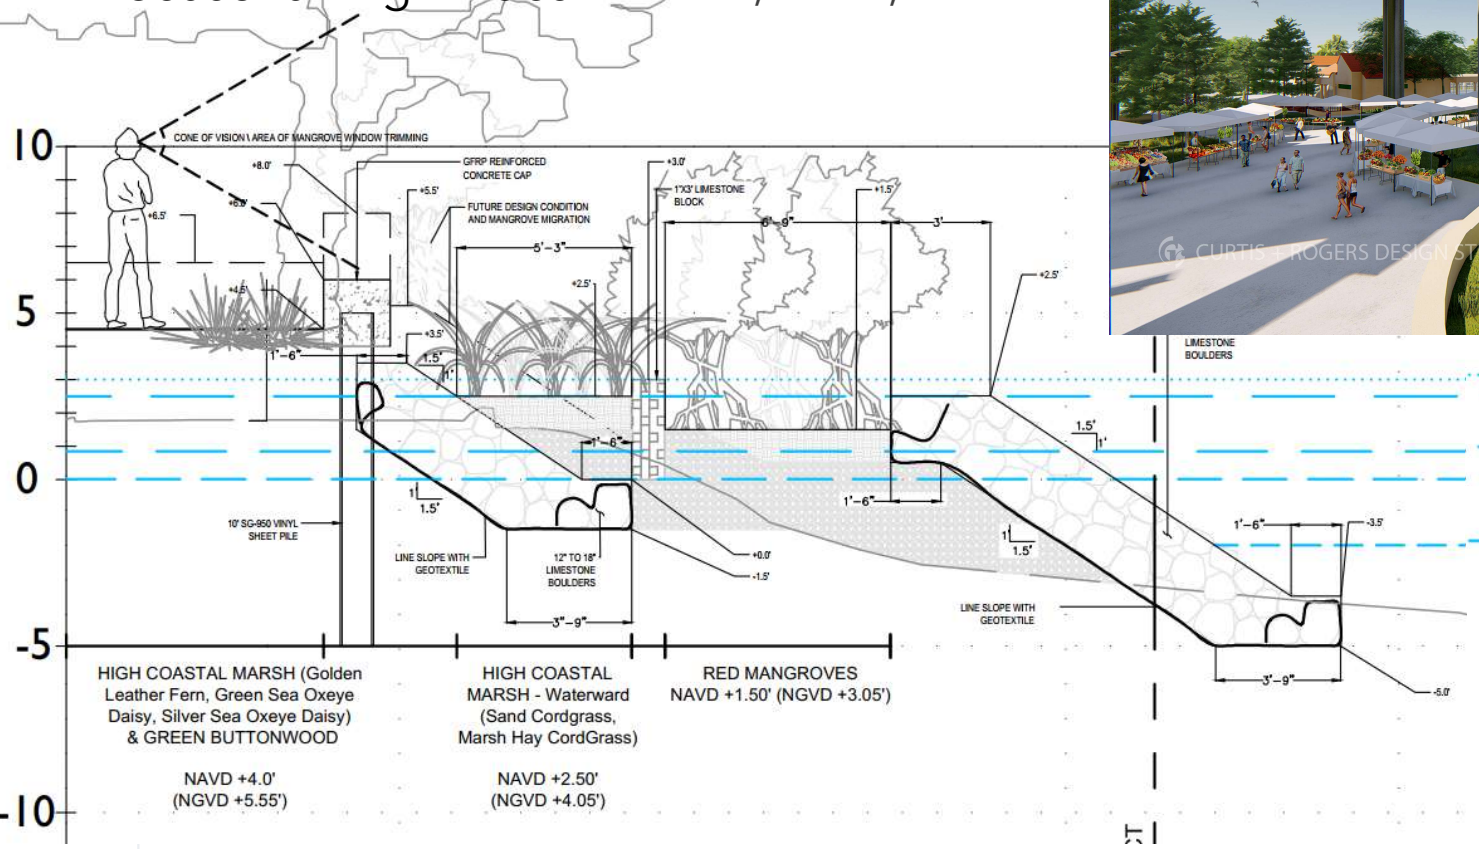 10
CONE OF VISION \ AREA OF MANGROVE WINDOW TRIMMING
+8.0'
GFRP REINFORCED
CONCRETE CAP
+3.0'
+5.5'
1"X3' LIMESTONE
BLOCK
+1.5'
FUTURE DESIGN CONDITION
AND MANGROVE MIGRATION
+6.5'
6'-9"
3'
5'-3"
+2.5'
+2.5'
CURTIS + ROGERS DESIGN ST
5
+3.5'
1'-6"
1.5'
1'
LIMESTONE
BOULDERS
1.5'
1'
1'-6"
0
1'
1.5'
1'-6"
10' SG-950 VINYL
SHEET PILE
1'-6"
-3.5'
1'
1.5'
LINE SLOPE WITH
GEOTEXTILE
12" TO 18"
LIMESTONE
BOULDERS
+0.0'
-1.5'
LINE SLOPE WITH
GEOTEXTILE
3'-9"
-5
HIGH COASTAL MARSH (Golden
Leather Fern, Green Sea Oxeye
Daisy, Silver Sea Oxeye Daisy)
& GREEN BUTTONWOOD
NAVD +4.0'
(NGVD +5.55')
HIGH COASTAL
MARSH - Waterward
(Sand Cordgrass,
Marsh Hay CordGrass)
NAVD +2.50'
(NGVD +4.05')
RED MANGROVES
NAVD +1.50' (NGVD +3.05')
3'-9"
-5.0'
-10